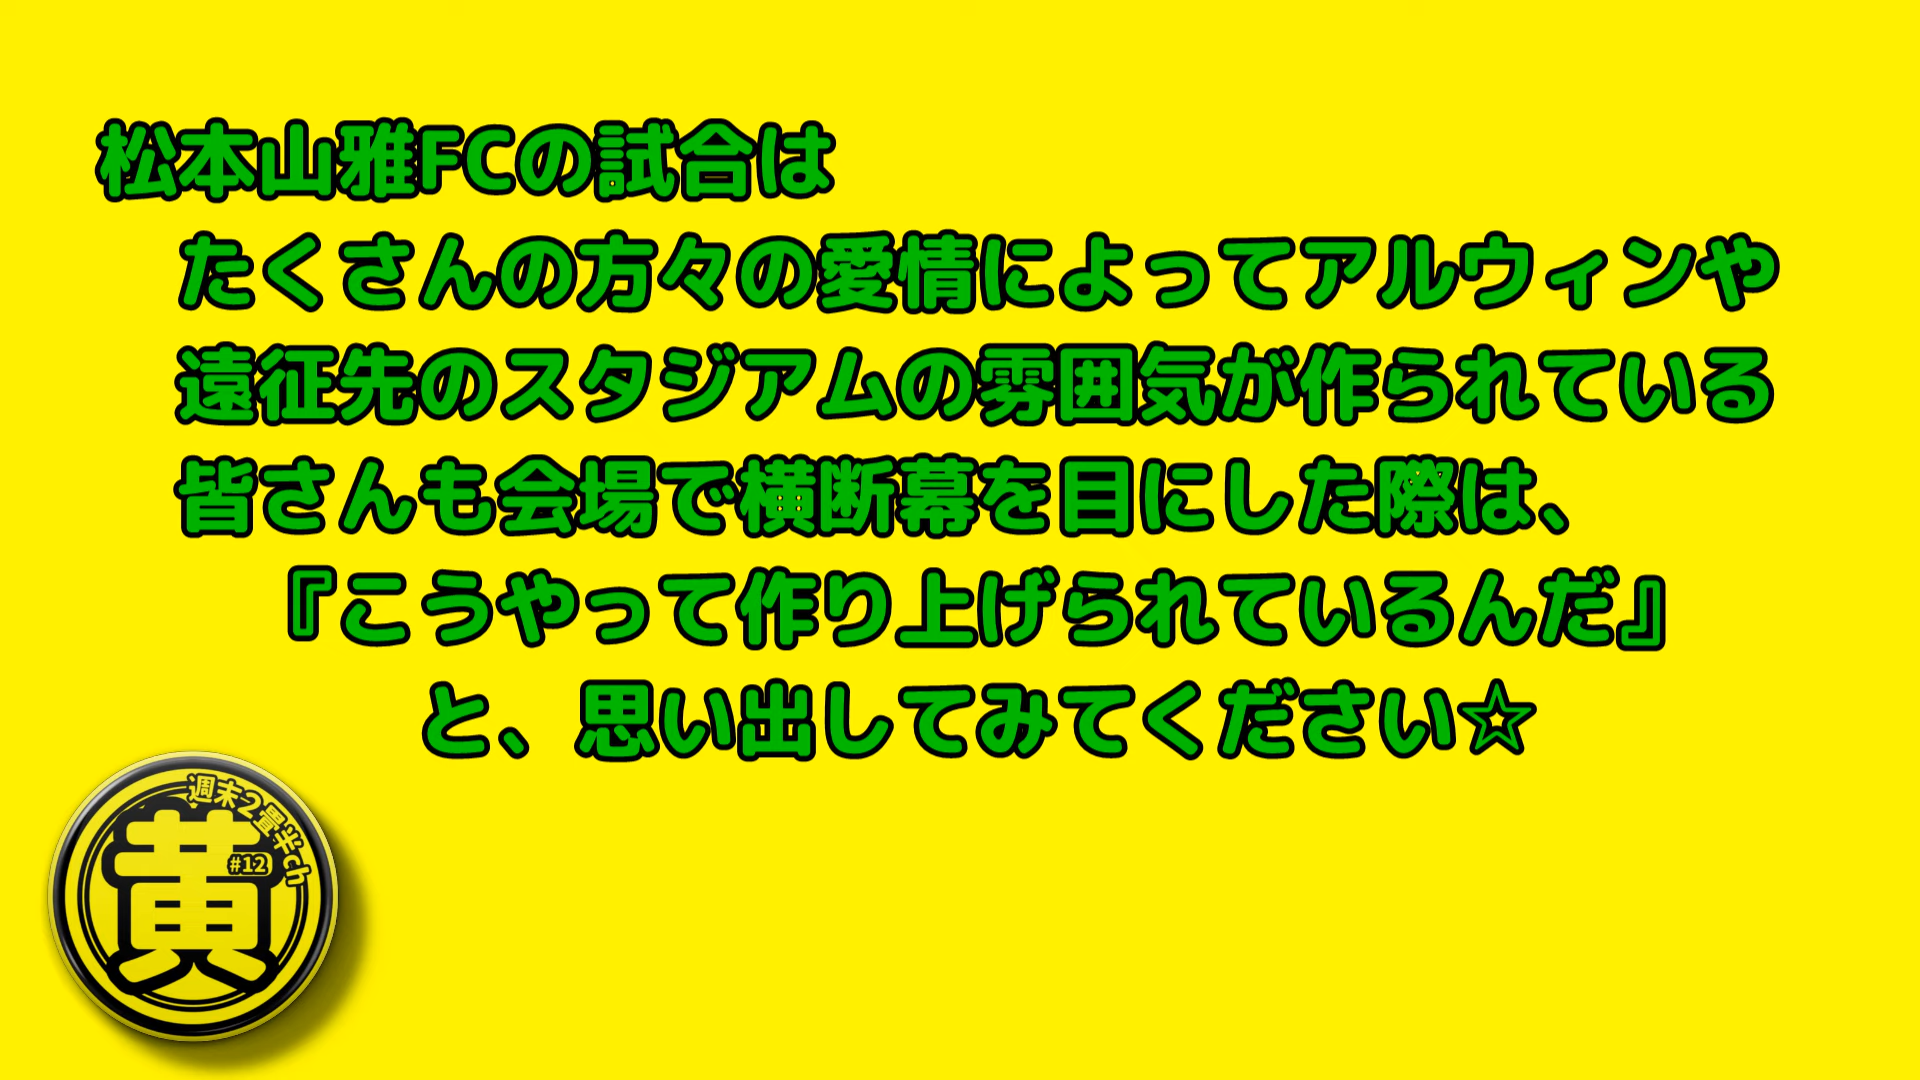 松本山雅FCの試合は
たくさんの方々の愛情によってアルウィンや
遠征先のスタジアムの雰囲気が作られている
皆さんも会場で横断幕を目にした際は、
『こうやって作り上げられているんだ』
と、思い出してみてください☆
週末2畳半ch
#12
黄